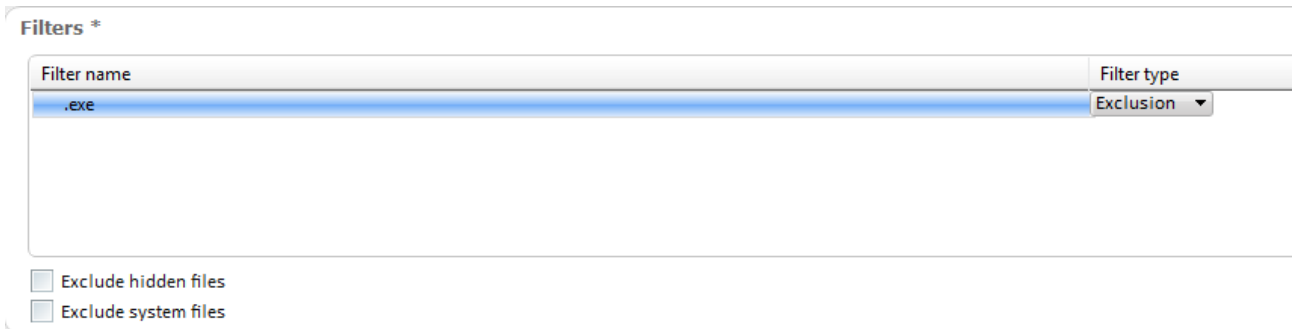 Filters *
Filter name Filter type
.exe Exclusion
Exclude hidden files
Exclude system files